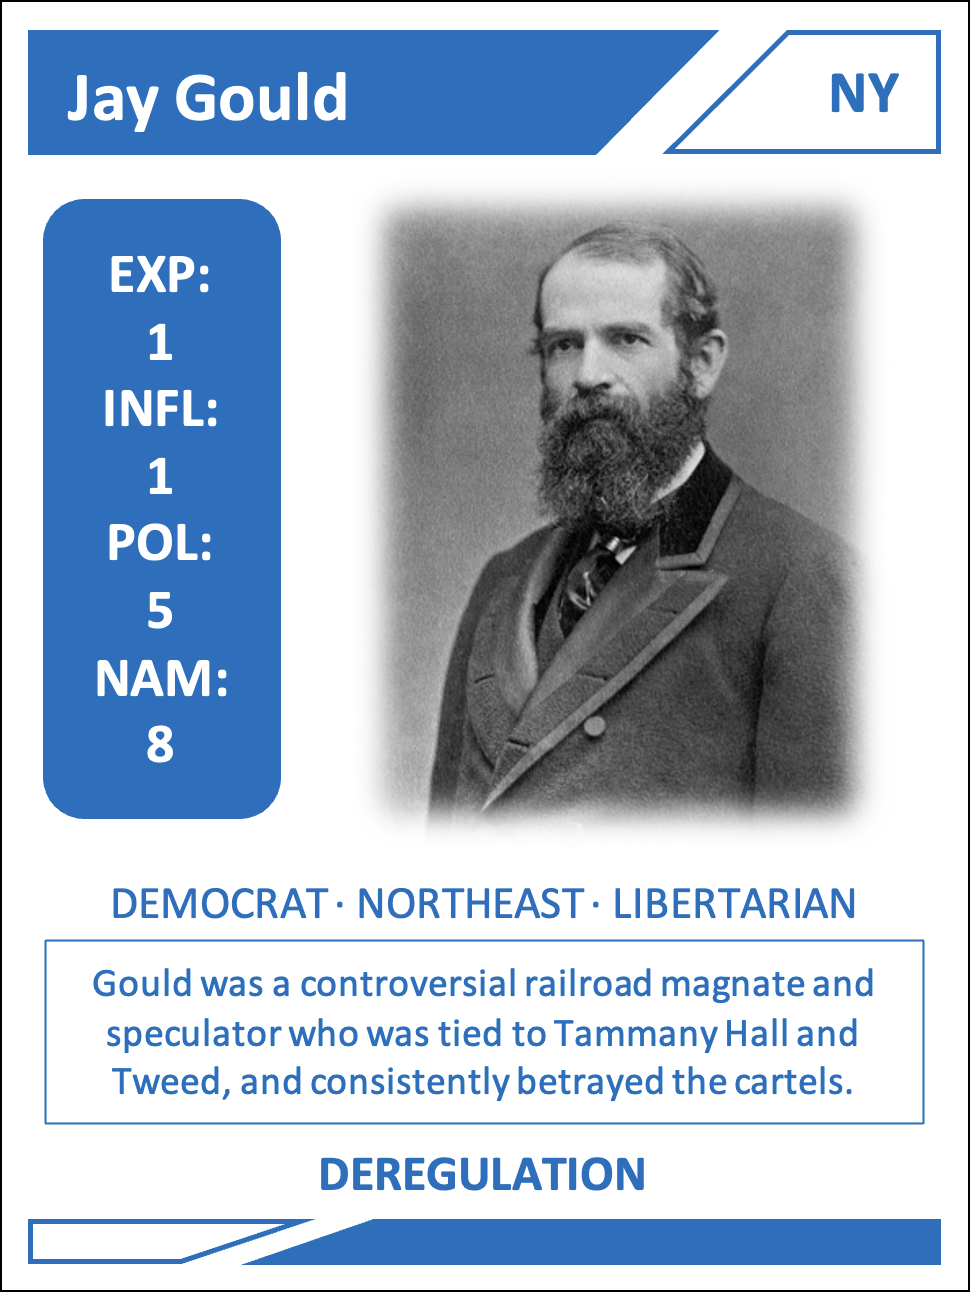 Jay Gould
NY
EXP:
1
INFL:
1
POL:
5
NAM:
8
DEMOCRAT · NORTHEAST · LIBERTARIAN
Gould was a controversial railroad magnate and
speculator who was tied to Tammany Hall and
Tweed, and consistently betrayed the cartels.
DEREGULATION